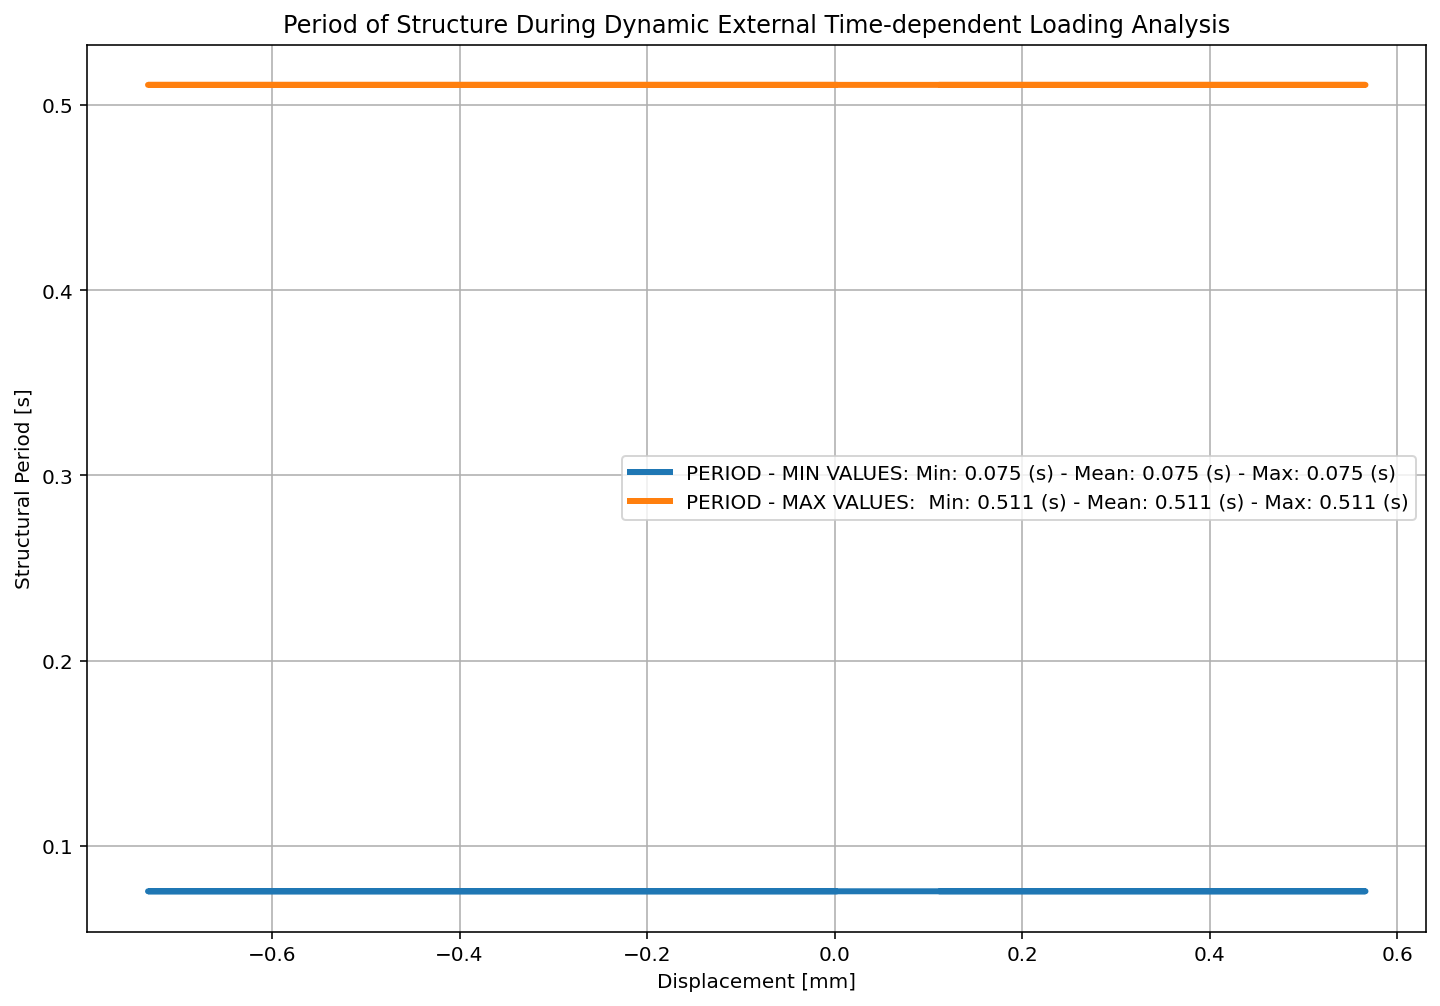 Period of Structure During Dynamic External Time-dependent Loading Analysis
0.5
0.4
0.3
0.2
0.1
Structural Period [s]
PERIOD - MIN VALUES: Min: 0.075 (s) - Mean: 0.075 (s) - Max: 0.075 (s)
PERIOD - MAX VALUES:  Min: 0.511 (s) - Mean: 0.511 (s) - Max: 0.511 (s)
−0.6 −0.4 −0.2 0.0 0.2 0.4 0.6
Displacement [mm]